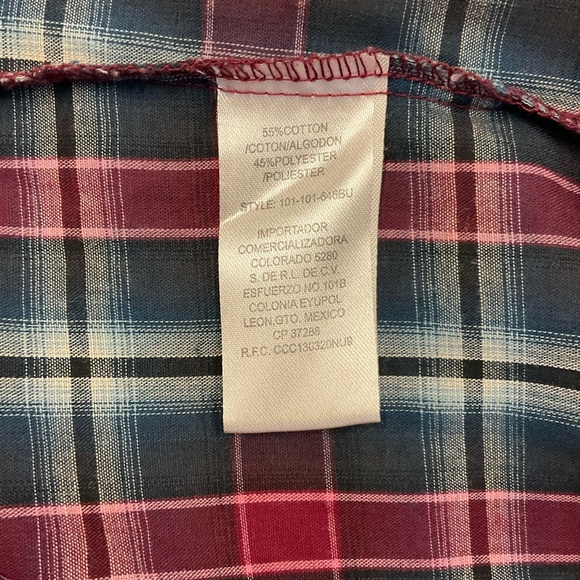 55%COTTON
/COTON/ALGODON
45%POLYESTER
/POLIESTER
STYLE: 101-101-646BU
IMPORTADOR
COMERCIALIZADORA
COLORADO 5280
S. DE R.L. DE C.V.
ESFUERZO NO.101B
COLONIA EYUPOL
LEON,GTO. MEXICO
CP 37288
R.F.C. CCC130320NU9